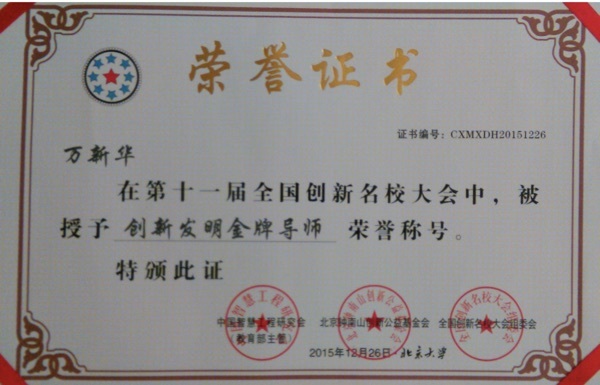 荣誉证书
证书编号：CXMXDH20151226
万新华
在第十一届全国创新名校大会中，被
授予 创新发明金牌导师 荣誉称号。
特颁此证
中国智慧工程研究会 北京钟南山创新公益基金会 全国创新名校大会组委会
（教育部主管）
2015年12月26日·北京大学